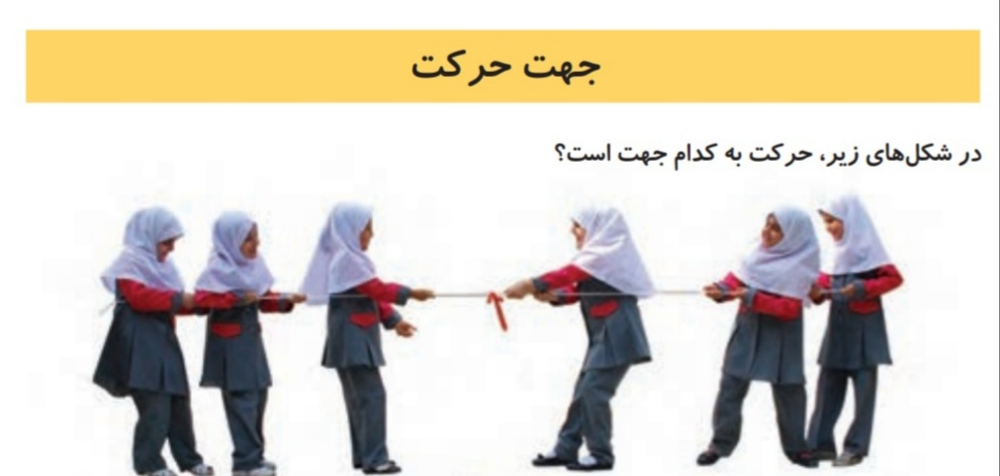 جهت حرکت
در شکل‌های زیر، حرکت به کدام جهت است؟